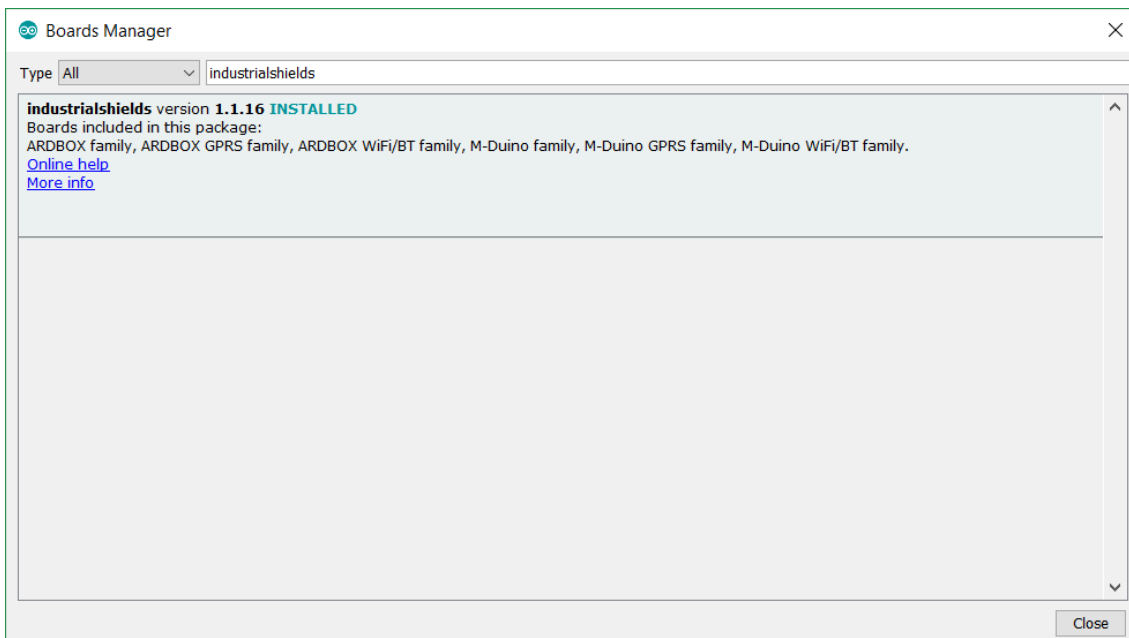 Boards Manager
Type All industrialshields
industrialshields version 1.1.16 INSTALLED
Boards included in this package:
ARDBOX family, ARDBOX GPRS family, ARDBOX WiFi/BT family, M-Duino family, M-Duino GPRS family, M-Duino WiFi/BT family.
Online help
More info
Close